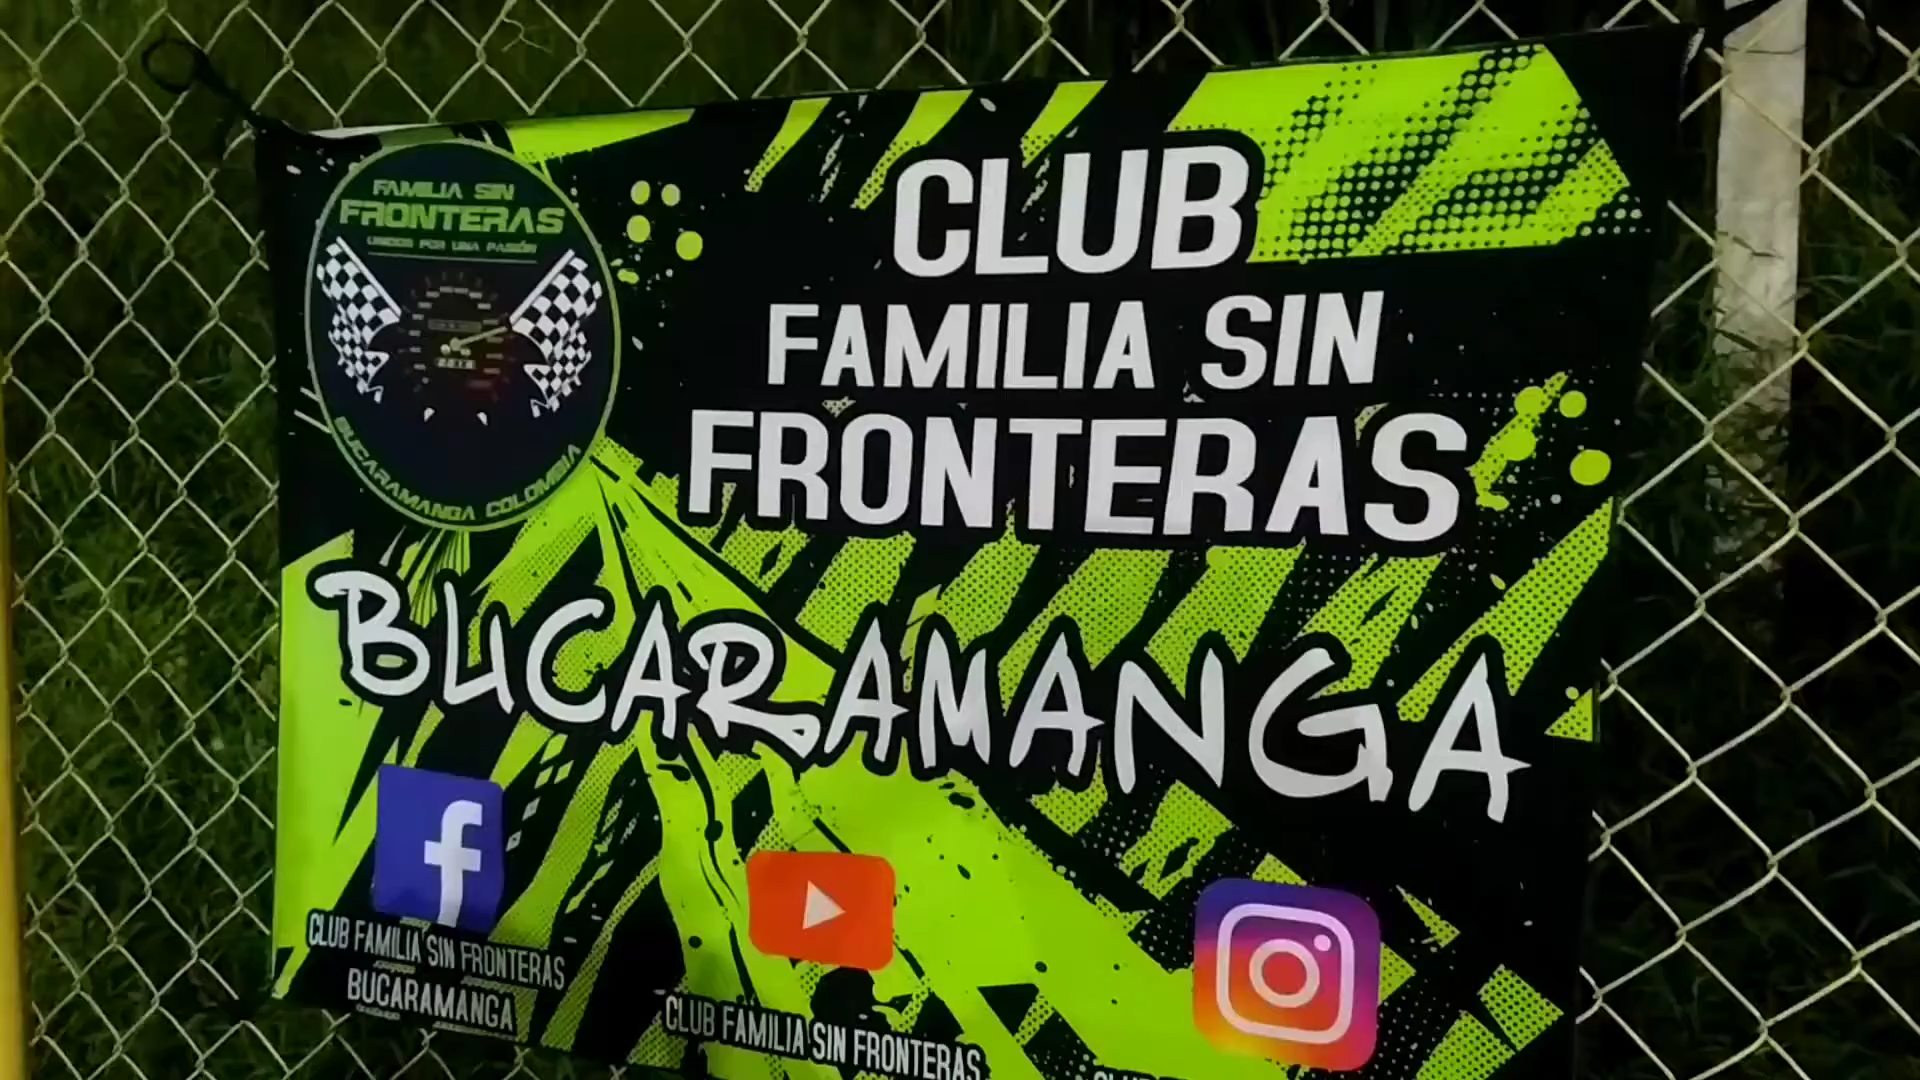 FAMILIA SIN
FRONTERAS
UNIDOS POR UNA PASIÓN
BUCARAMANGA COLOMBIA
CLUB
FAMILIA SIN
FRONTERAS
BUCARAMANGA
CLUB FAMILIA SIN FRONTERAS
BUCARAMANGA
CLUB FAMILIA SIN FRONTERAS